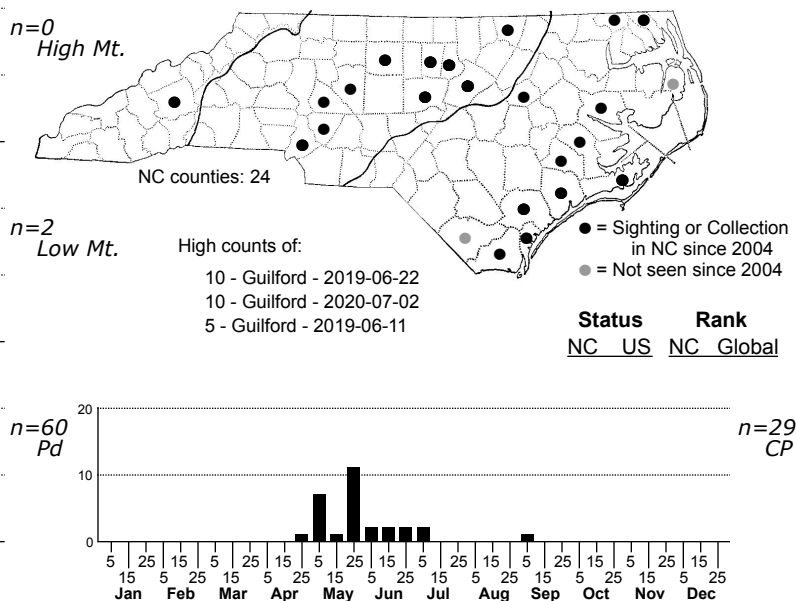 n=0
High Mt.
NC counties: 24
n=2
Low Mt.
High counts of:
10 - Guilford - 2019-06-22
10 - Guilford - 2020-07-02
5 - Guilford - 2019-06-11
= Sighting or Collection
in NC since 2004
= Not seen since 2004
Status Rank
NC US NC Global
n=60
Pd
n=29
CP
20
10
0
5 15 25 5 15 25 5 15 25 5 15 25 5 15 25 5 15 25 5 15 25 5 15 25 5 15 25 5 15 25 5 15 25 5 15 25
Jan Feb Mar Apr May Jun Jul Aug Sep Oct Nov Dec